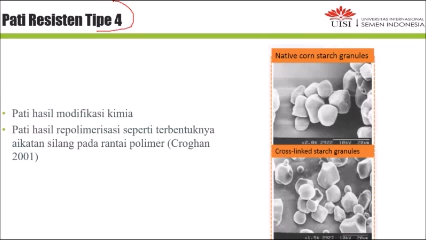 Pati Resisten Tipe 4
UISI
UNIVERSITAS INTERNASIONAL
SEMEN INDONESIA
Native corn starch granules
• Pati hasil modifikasi kimia
• Pati hasil repolimerisasi seperti terbentuknya
aikatan silang pada rantai polimer (Croghan
2001)
Cross-linked starch granules